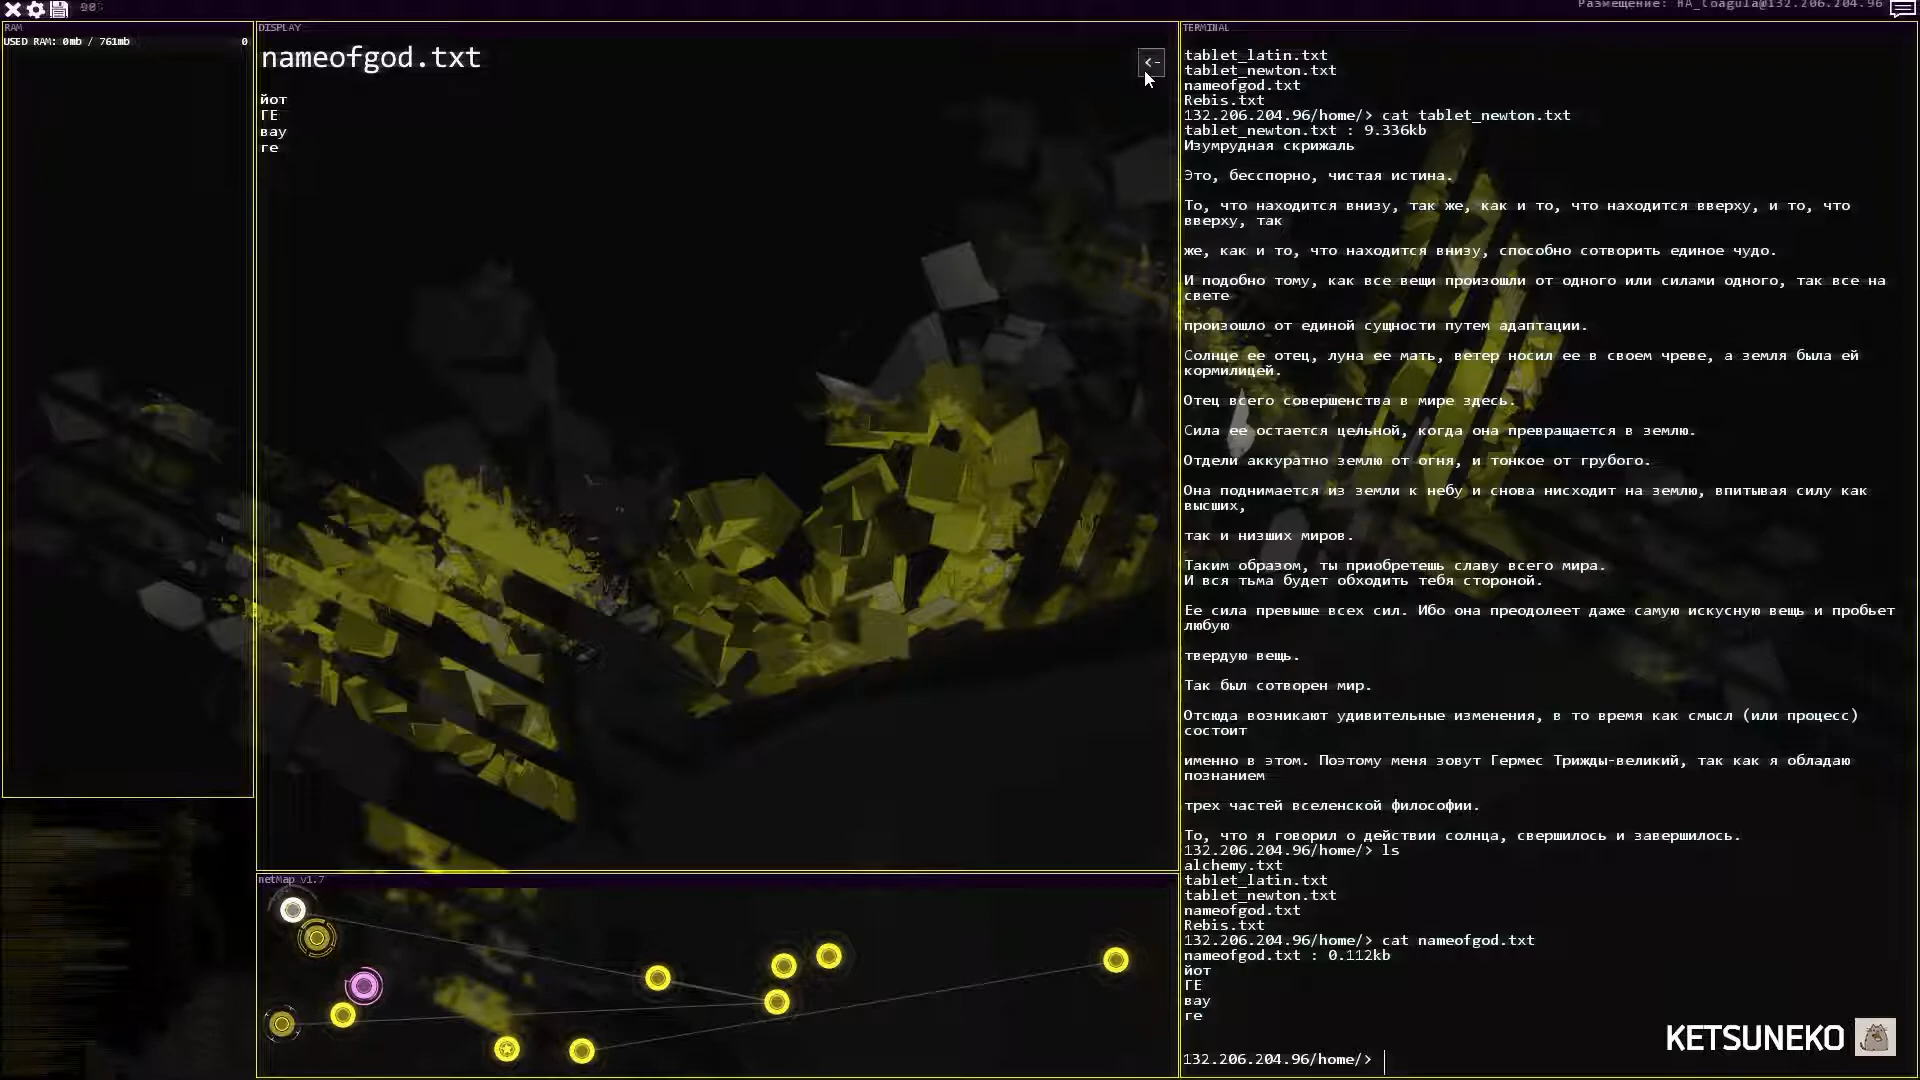 RAM
USED RAM: 0mb / 761mb 0
DISPLAY
nameofgod.txt
<-
йот
ГЕ
вау
ге
netMap v1.7
Размещение: HA_Coagula@132.206.204.96
TERMINAL
tablet_latin.txt
tablet_newton.txt
nameofgod.txt
Rebis.txt
132.206.204.96/home/> cat tablet_newton.txt
tablet_newton.txt : 9.336kb
Изумрудная скрижаль
Это, бесспорно, чистая истина.
То, что находится внизу, так же, как и то, что находится вверху, и то, что
вверху, так
же, как и то, что находится внизу, способно сотворить единое чудо.
И подобно тому, как все вещи произошли от одного или силами одного, так все на
свете
произошло от единой сущности путем адаптации.
Солнце ее отец, луна ее мать, ветер носил ее в своем чреве, а земля была ей
кормилицей.
Отец всего совершенства в мире здесь.
Сила ее остается цельной, когда она превращается в землю.
Отдели аккуратно землю от огня, и тонкое от грубого.
Она поднимается из земли к небу и снова нисходит на землю, впитывая силу как
высших,
так и низших миров.
Таким образом, ты приобретешь славу всего мира.
И вся тьма будет обходить тебя стороной.
Ее сила превыше всех сил. Ибо она преодолеет даже самую искусную вещь и пробьет
любую
твердую вещь.
Так был сотворен мир.
Отсюда возникают удивительные изменения, в то время как смысл (или процесс)
состоит
именно в этом. Поэтому меня зовут Гермес Трижды-великий, так как я обладаю
познанием
трех частей вселенской философии.
То, что я говорил о действии солнца, свершилось и завершилось.
132.206.204.96/home/> ls
alchemy.txt
tablet_latin.txt
tablet_newton.txt
nameofgod.txt
Rebis.txt
132.206.204.96/home/> cat nameofgod.txt
nameofgod.txt : 0.112kb
йот
ГЕ
вау
ге
132.206.204.96/home/>
KETSUNEKO